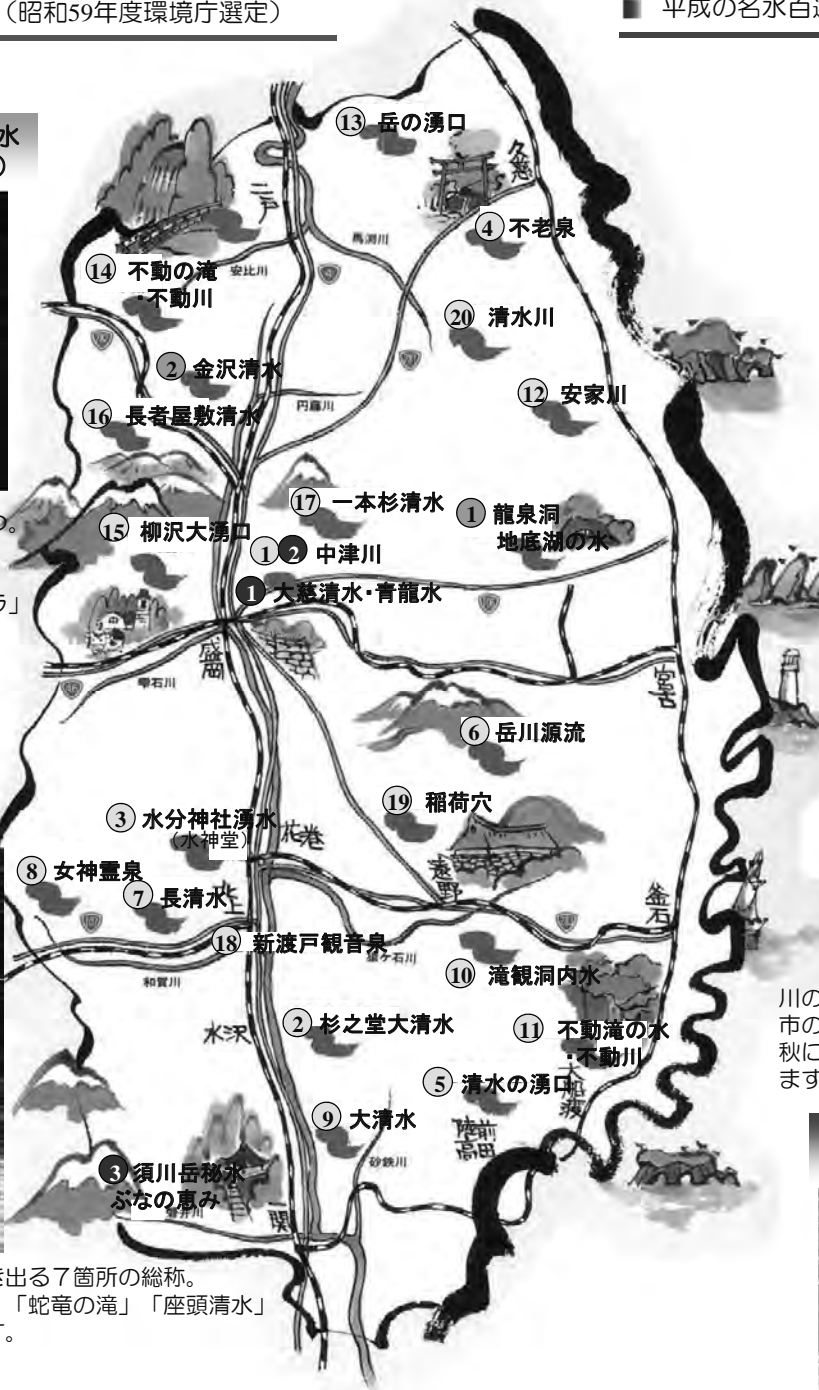 （昭和59年度環境庁選定）
■ 平成の名水百
水
13 岳の湧口
久慈
二戸
4 不老泉
馬淵川
14 不動の滝
・不動川
安比川
4
20 清水川
2 金沢清水
12 安家川
16 長者屋敷清水
17 一本杉清水
1 龍泉洞
地底湖の水
15 柳沢大湧口
1 2 中津川
1 大慈清水・青龍水
盛岡
宮古
46
雫石川
6 岳川源流
19 稲荷穴
3 水分神社湧水
（水神堂）
花巻
遠野
釜石
8 女神霊泉
7 長清水
北上
18 新渡戸観音泉
和賀川
10 滝観洞内水
水沢
2 杉之堂大清水
11 不動滝の水
・不動川
大船渡
5 清水の湧口
陸前
高田
9 大清水
砂鉄川
3 須川岳秘水
ぶなの恵み
一関
川の
市の
秋に
ます
出る７箇所の総称。
「蛇竜の滝」「座頭清水」
。